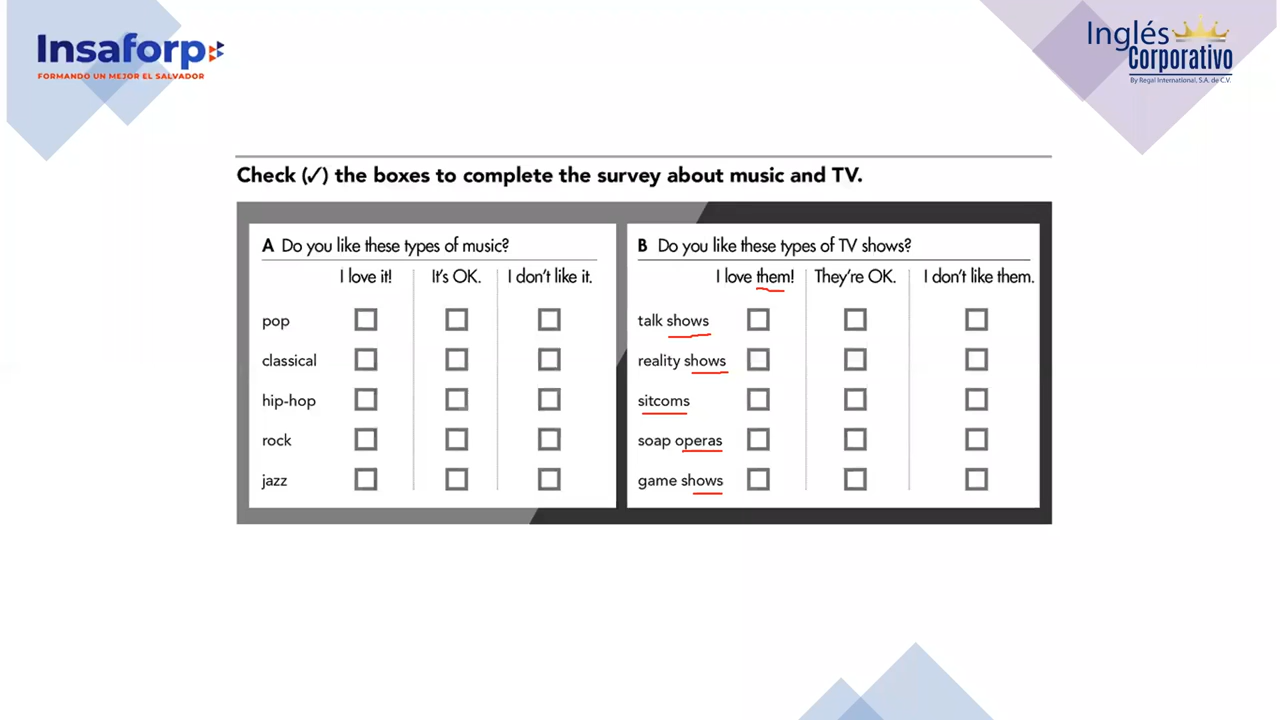 Insaforp
FORMANDO UN MEJOR EL SALVADOR
Inglés
Corporativo
By Regal International, S.A. de C.V.
Check (✓) the boxes to complete the survey about music and TV.
A Do you like these types of music?
I love it! It's OK. I don't like it.
pop
classical
hip-hop
rock
jazz
B Do you like these types of TV shows?
I love them! They're OK. I don't like them.
talk shows
reality shows
sitcoms
soap operas
game shows